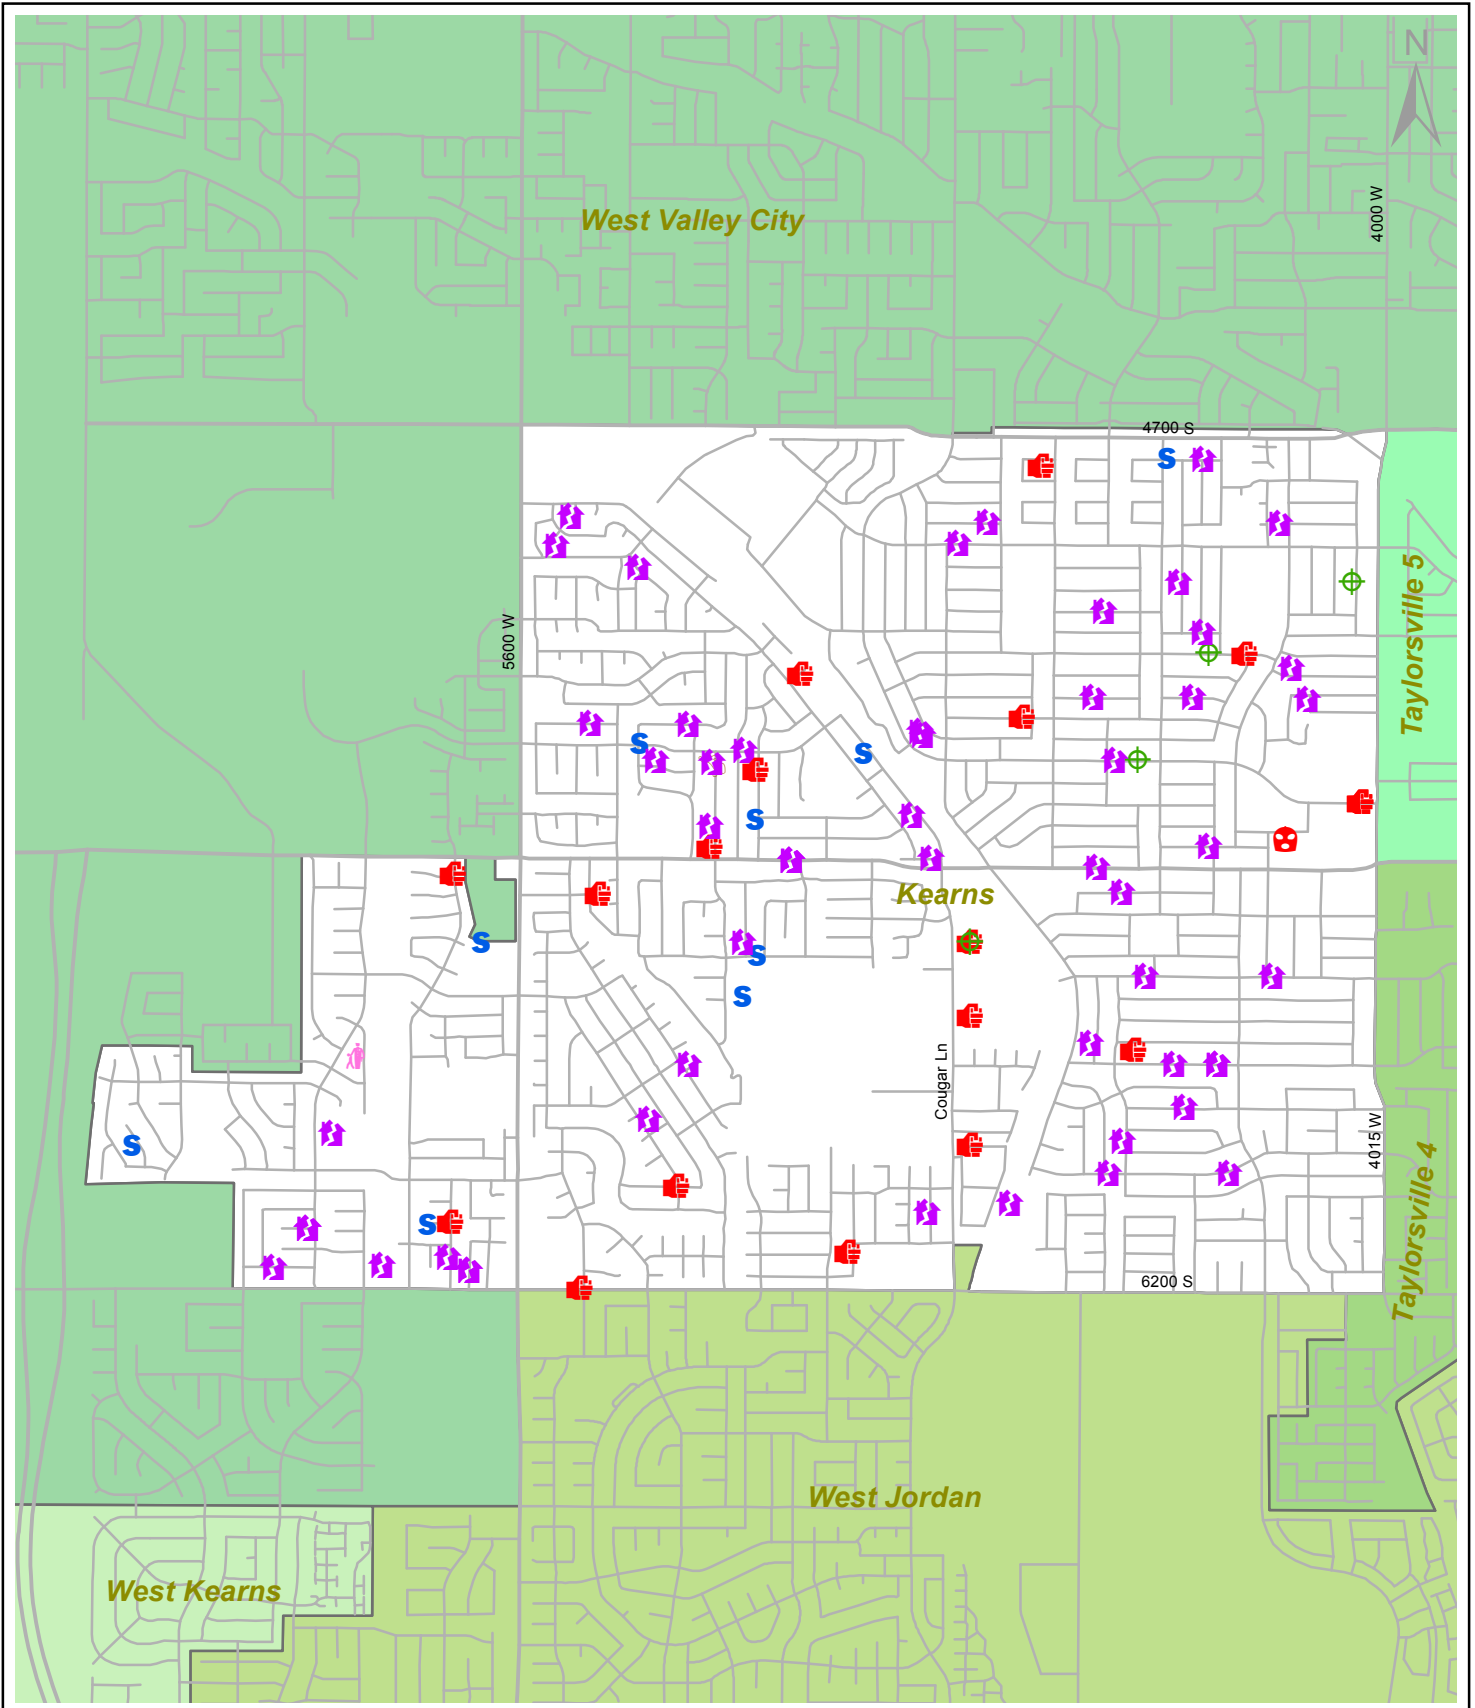 N
4000 W
West Valley City
4700 S
S
Taylorsville 5
5600 W
S
S
S
Kearns
S
S
S
Cougar Ln
4015 W
S
Taylorsville 4
S
6200 S
West Jordan
West Kearns